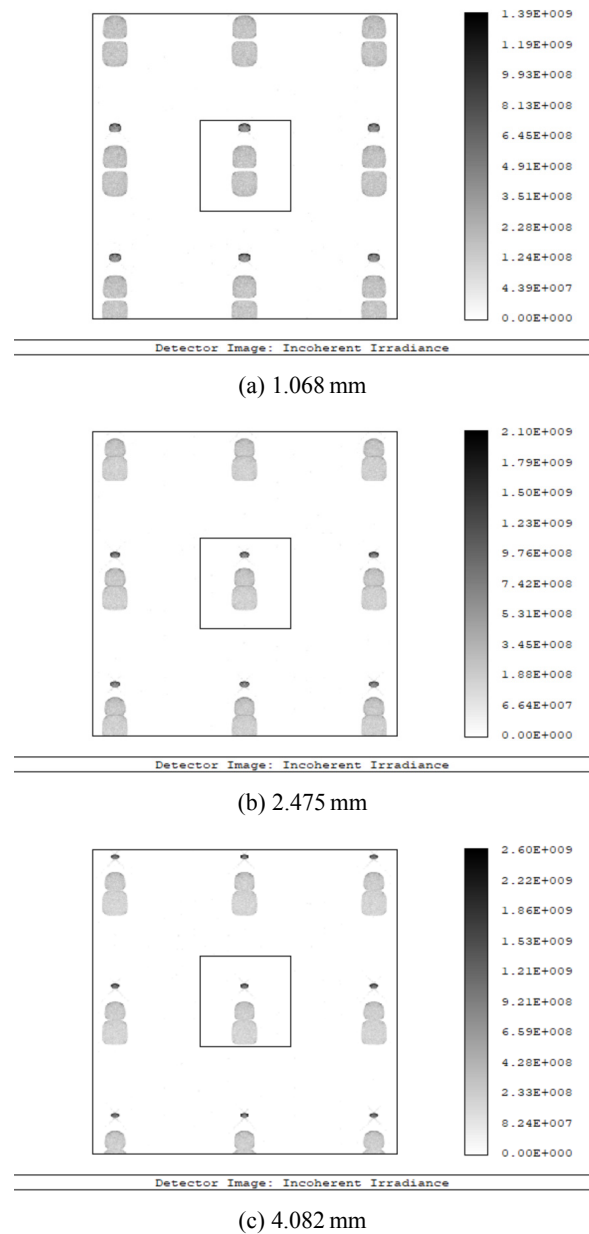 1.39E+009
1.19E+009
9.93E+008
8.13E+008
6.45E+008
4.91E+008
3.51E+008
2.28E+008
1.24E+008
4.39E+007
0.00E+000
Detector Image: Incoherent Irradiance
(a) 1.068 mm
2.10E+009
1.79E+009
1.50E+009
1.23E+009
9.76E+008
7.42E+008
5.31E+008
3.45E+008
1.88E+008
6.64E+007
0.00E+000
Detector Image: Incoherent Irradiance
(b) 2.475 mm
2.60E+009
2.22E+009
1.86E+009
1.53E+009
1.21E+009
9.21E+008
6.59E+008
4.28E+008
2.33E+008
8.24E+007
0.00E+000
Detector Image: Incoherent Irradiance
(c) 4.082 mm